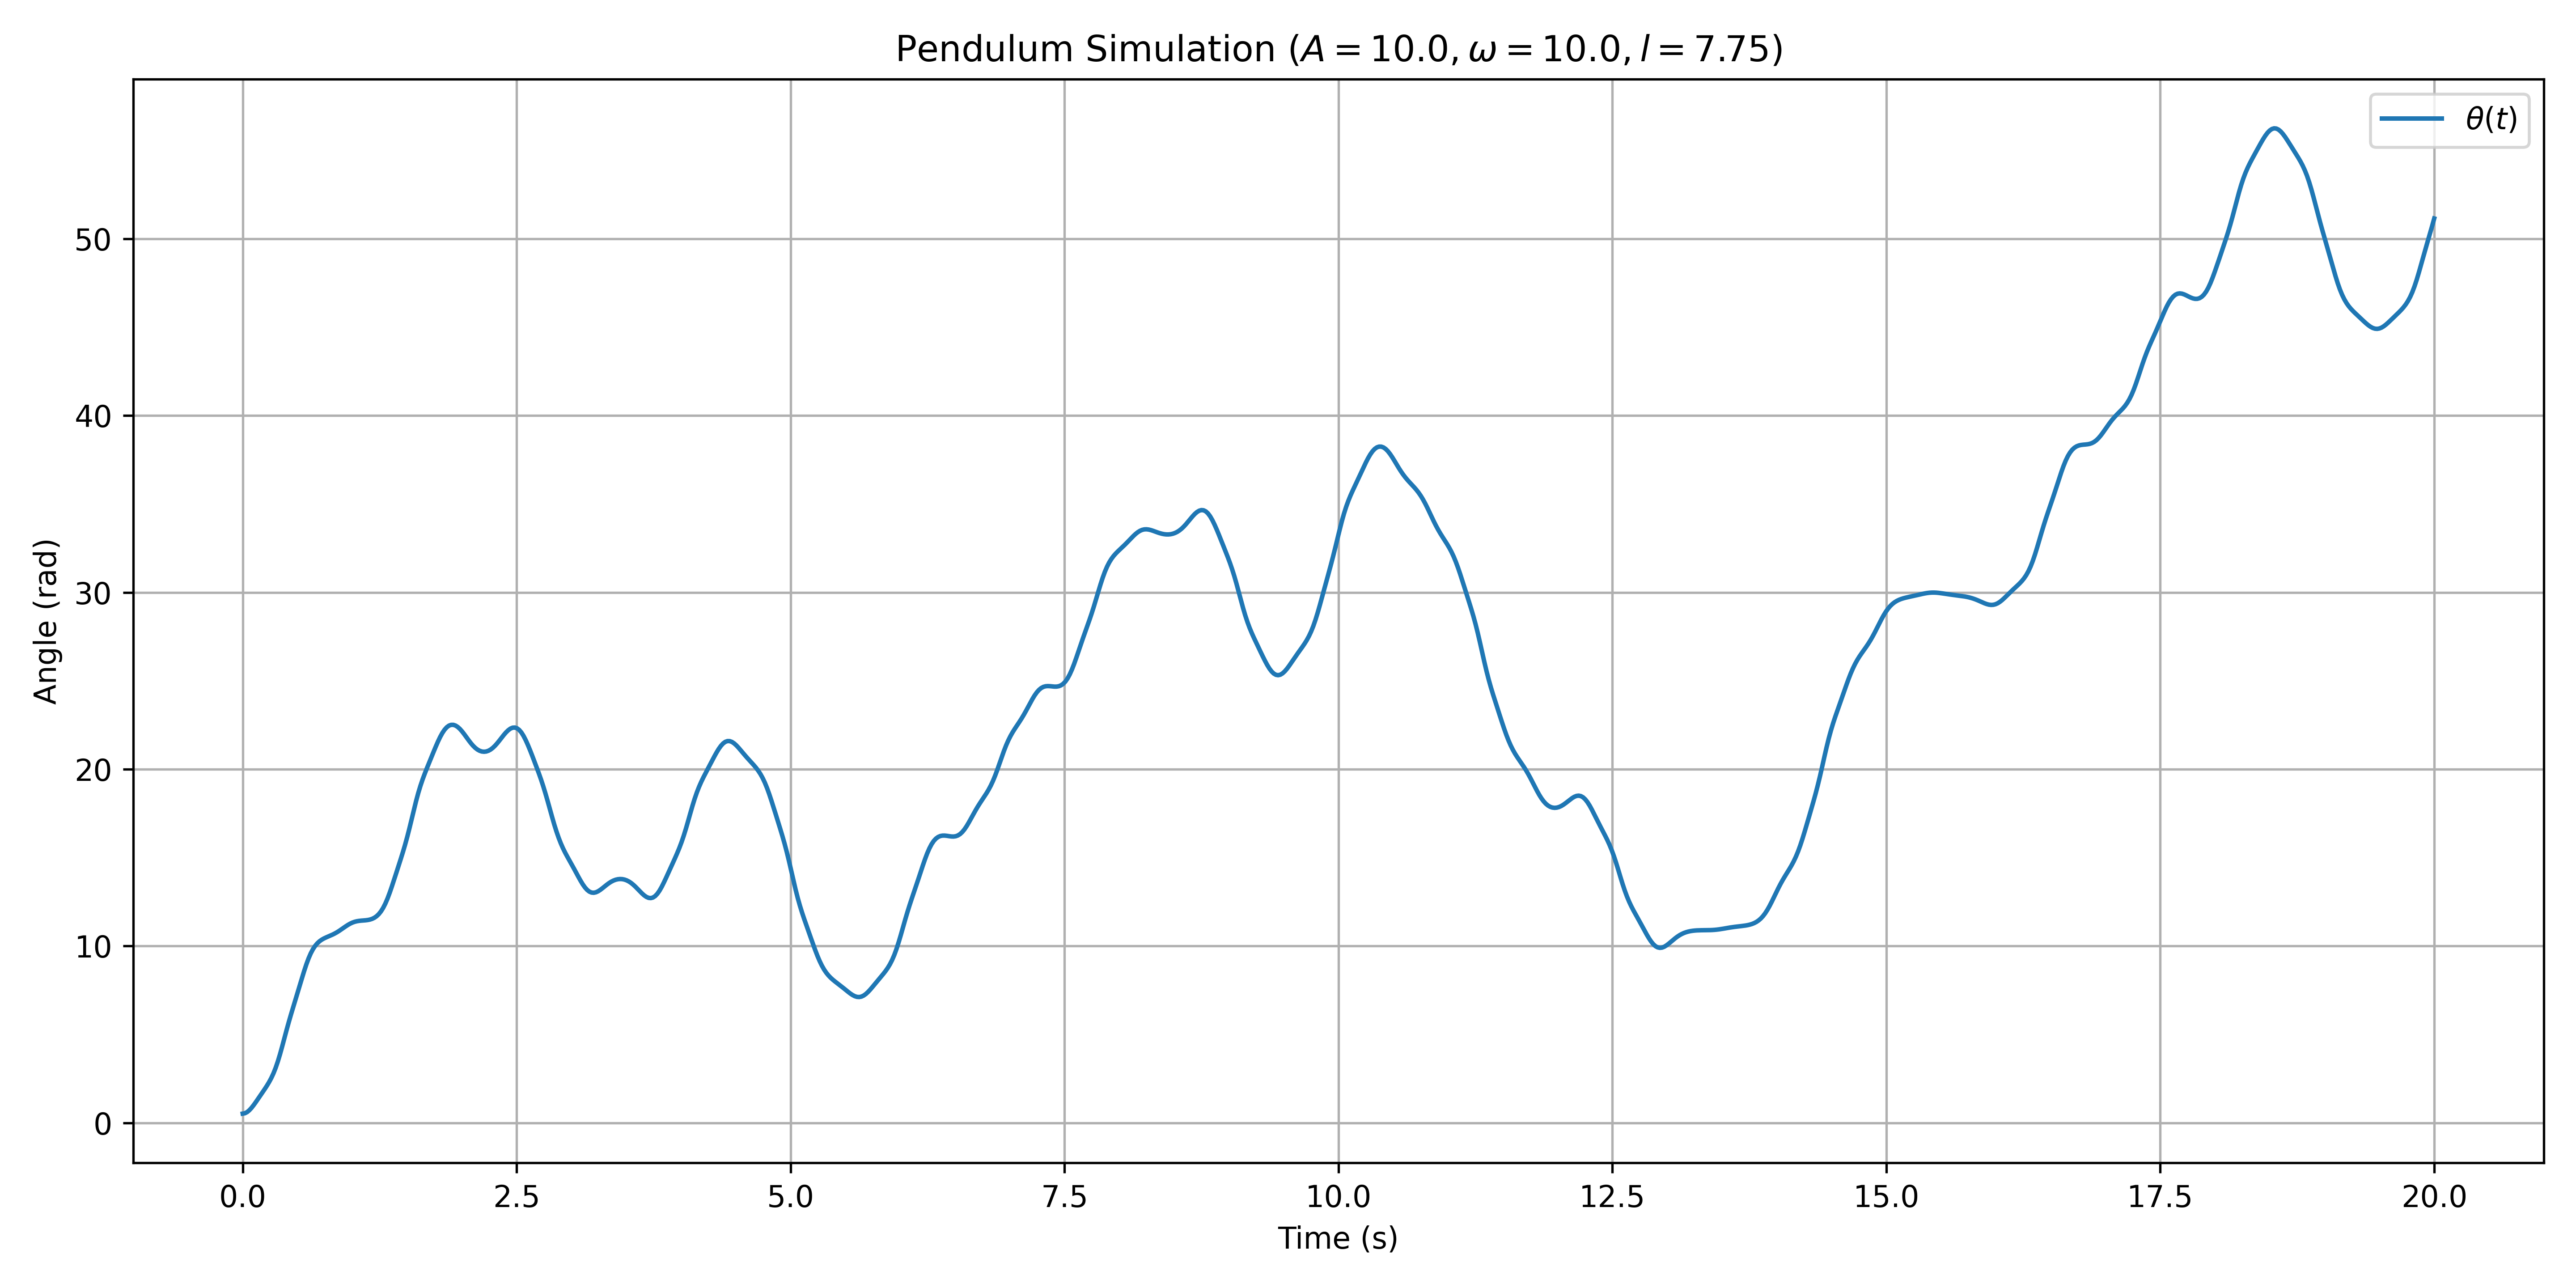 Pendulum Simulation (A = 10.0, ω = 10.0, l = 7.75)
θ(t)
Angle (rad)
50
40
30
20
10
0
0.0 2.5 5.0 7.5 10.0 12.5 15.0 17.5 20.0
Time (s)